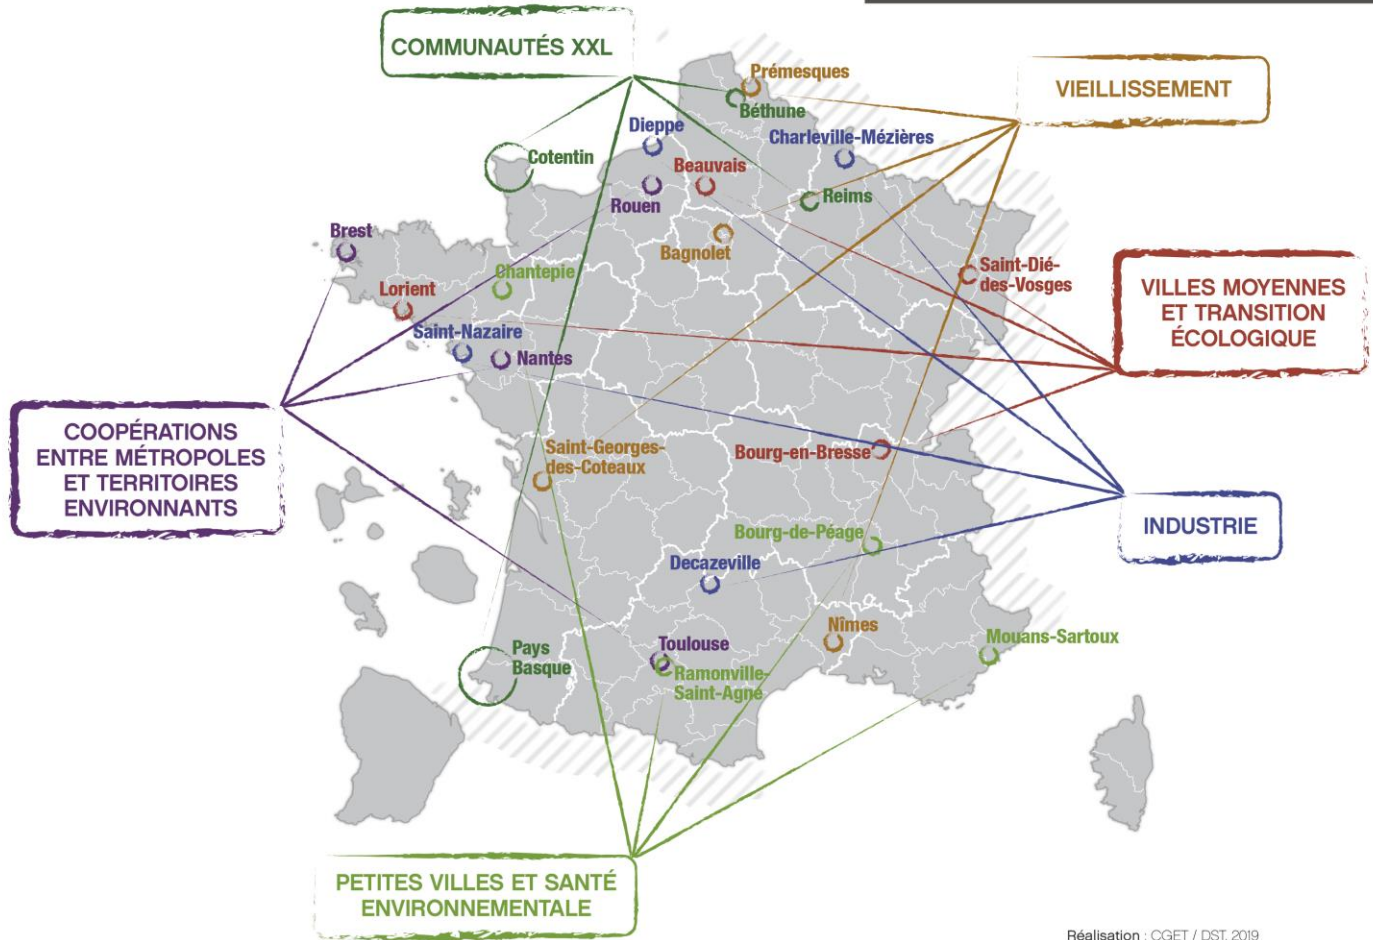 COMMUNAUTÉS XXL
VIEILLISSEMENT
Prémesques
Béthune
Dieppe
Charleville-Mézières
Cotentin
Beauvais
Reims
Rouen
Brest
Bagnolet
Chantepie
Saint-Dié-
des-Vosges
Lorient
VILLES MOYENNES
ET TRANSITION
ÉCOLOGIQUE
Saint-Nazaire
Nantes
COOPÉRATIONS
ENTRE MÉTROPOLES
ET TERRITOIRES
ENVIRONNANTS
Saint-Georges-
des-Coteaux
Bourg-en-Bresse
INDUSTRIE
Bourg-de-Péage
Decazeville
Nîmes
Mouans-Sartoux
Pays
Basque
Toulouse
Ramonville-
Saint-Agne
PETITES VILLES ET SANTÉ
ENVIRONNEMENTALE
Réalisation : CGET / DST, 2019